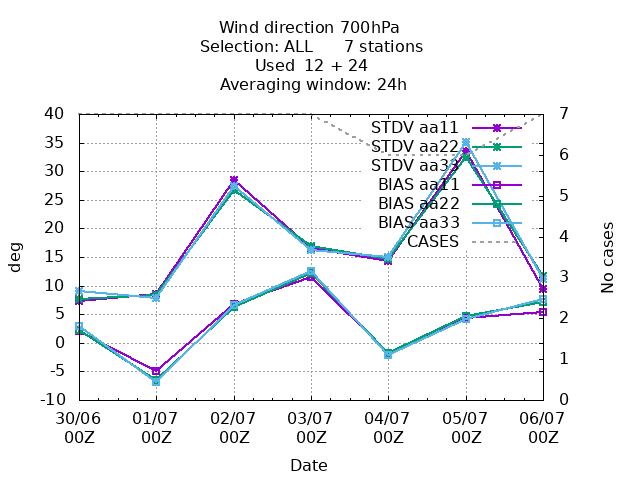 Wind direction 700hPa
Selection: ALL 7 stations
Used 12 + 24
Averaging window: 24h
40
35
30
25
20
15
10
5
0
-5
-10
deg
7
6
5
4
3
2
1
0
No cases
STDV aa11
STDV aa22
STDV aa33
BIAS aa11
BIAS aa22
BIAS aa33
CASES
30/06 01/07 02/07 03/07 04/07 05/07 06/07
00Z 00Z 00Z 00Z 00Z 00Z 00Z
Date